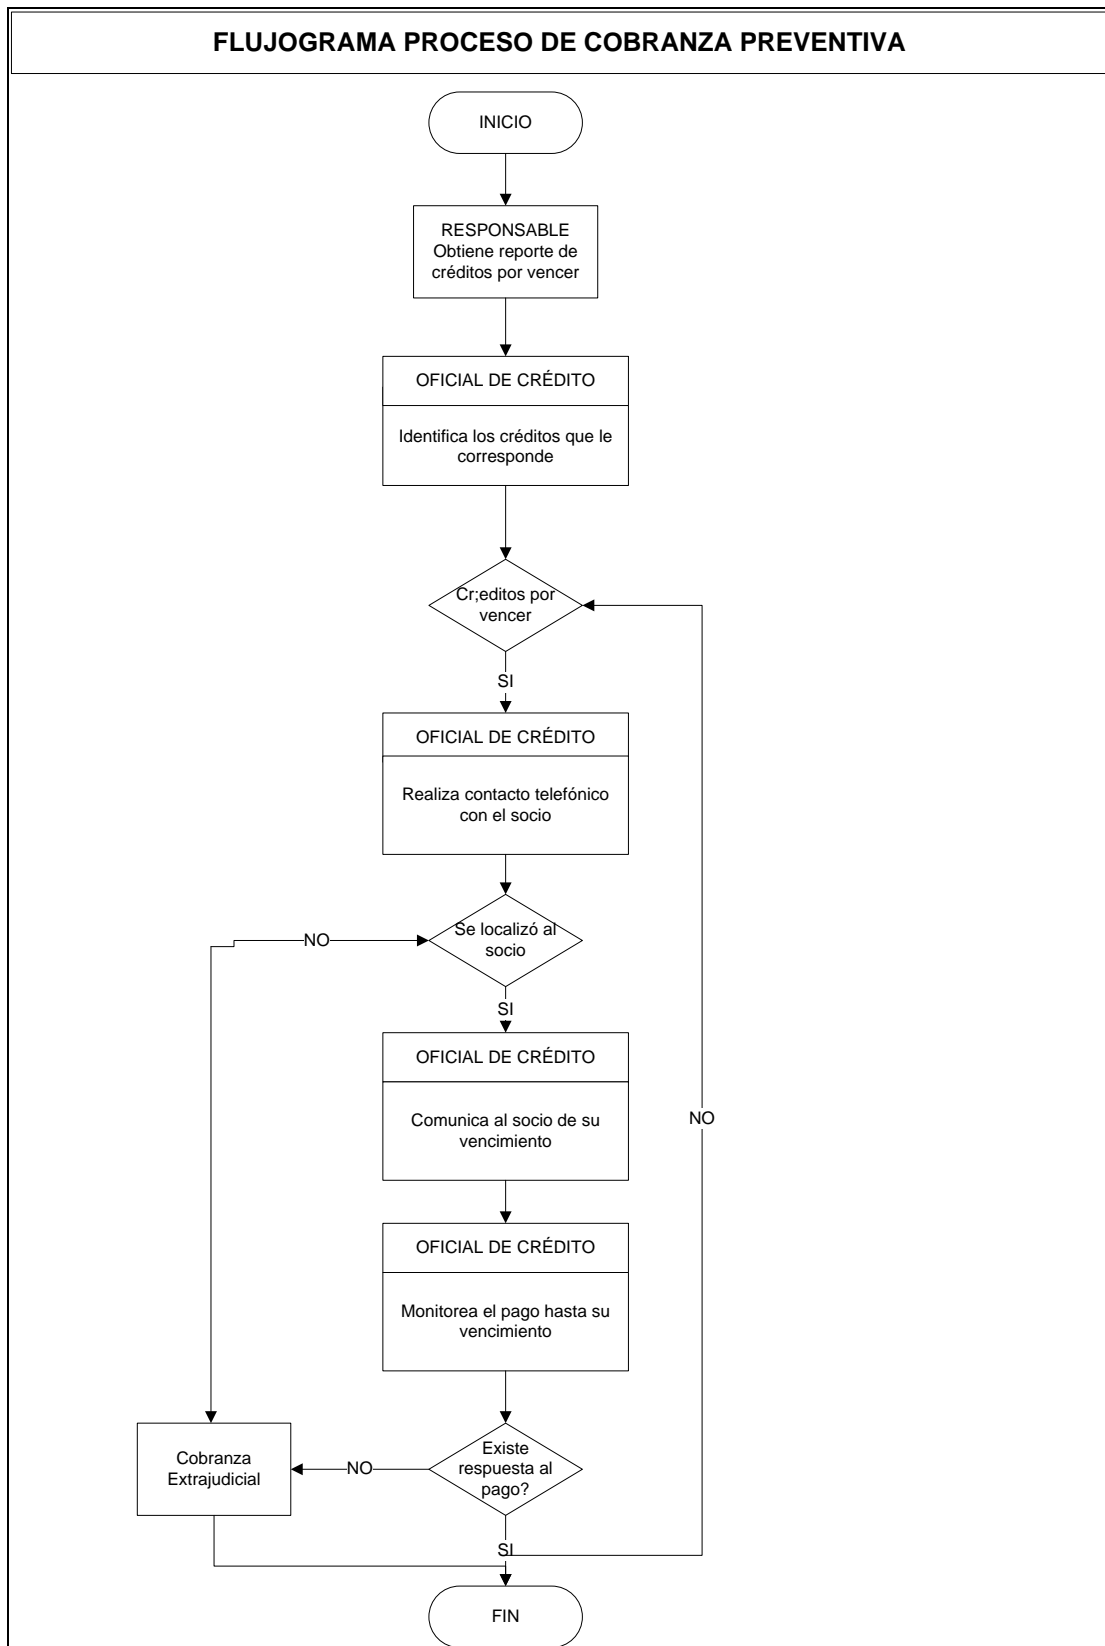 FLUJOGRAMA PROCESO DE COBRANZA PREVENTIVA
INICIO
RESPONSABLE
Obtiene reporte de
créditos por vencer
OFICIAL DE CRÉDITO
Identifica los créditos que le
corresponde
Cr;editos por
vencer
SI
OFICIAL DE CRÉDITO
Realiza contacto telefónico
con el socio
Se localizó al
socio
NO
SI
OFICIAL DE CRÉDITO
Comunica al socio de su
vencimiento
NO
OFICIAL DE CRÉDITO
Monitorea el pago hasta su
vencimiento
Existe
respuesta al
pago?
NO
Cobranza
Extrajudicial
SI
FIN